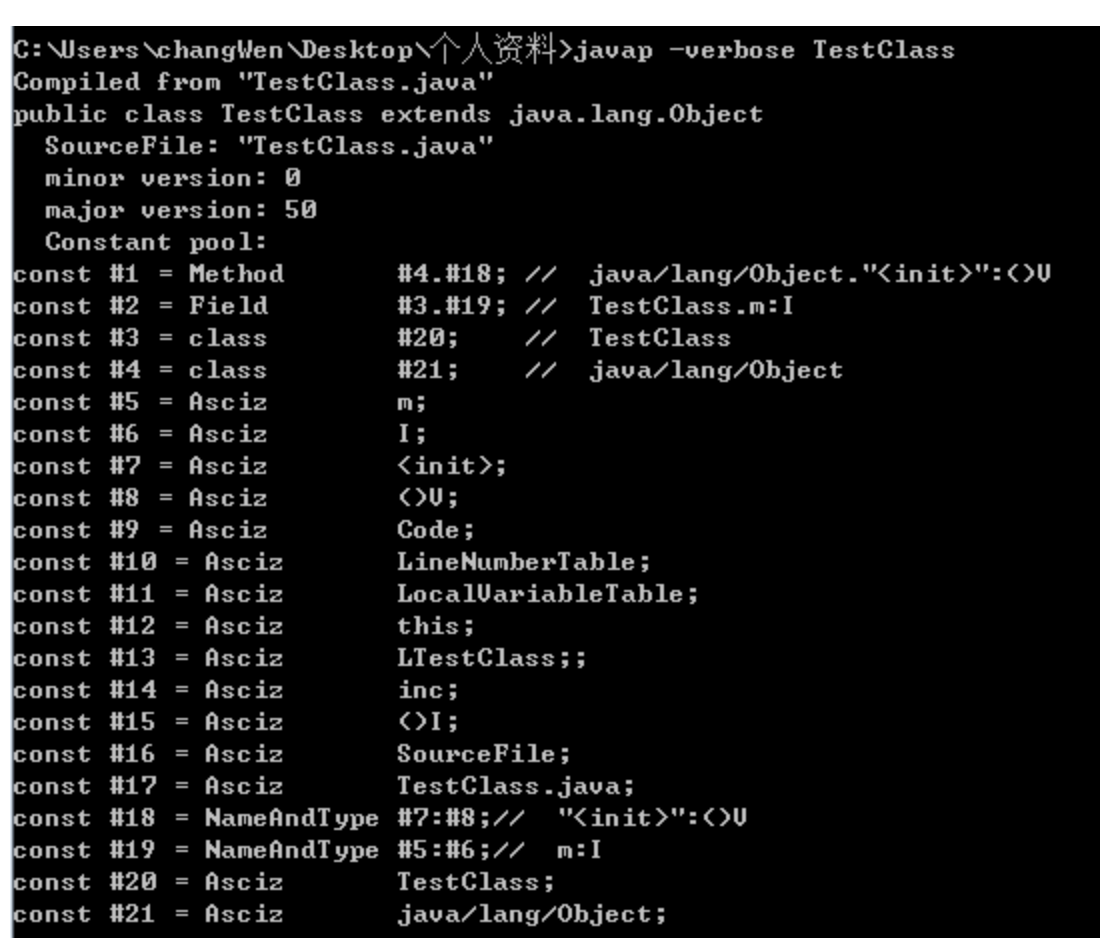 C:\Users\changWen\Desktop\个人资料>javap -verbose TestClass
Compiled from "TestClass.java"
public class TestClass extends java.lang.Object
  SourceFile: "TestClass.java"
  minor version: 0
  major version: 50
  Constant pool:
const #1 = Method       #4.#18; //  java/lang/Object."<init>":()V
const #2 = Field        #3.#19; //  TestClass.m:I
const #3 = class        #20;    //  TestClass
const #4 = class        #21;    //  java/lang/Object
const #5 = Asciz        m;
const #6 = Asciz        I;
const #7 = Asciz        <init>;
const #8 = Asciz        ()V;
const #9 = Asciz        Code;
const #10 = Asciz       LineNumberTable;
const #11 = Asciz       LocalVariableTable;
const #12 = Asciz       this;
const #13 = Asciz       LTestClass;;
const #14 = Asciz       inc;
const #15 = Asciz       ()I;
const #16 = Asciz       SourceFile;
const #17 = Asciz       TestClass.java;
const #18 = NameAndType #7:#8;//  "<init>":()V
const #19 = NameAndType #5:#6;//  m:I
const #20 = Asciz       TestClass;
const #21 = Asciz       java/lang/Object;